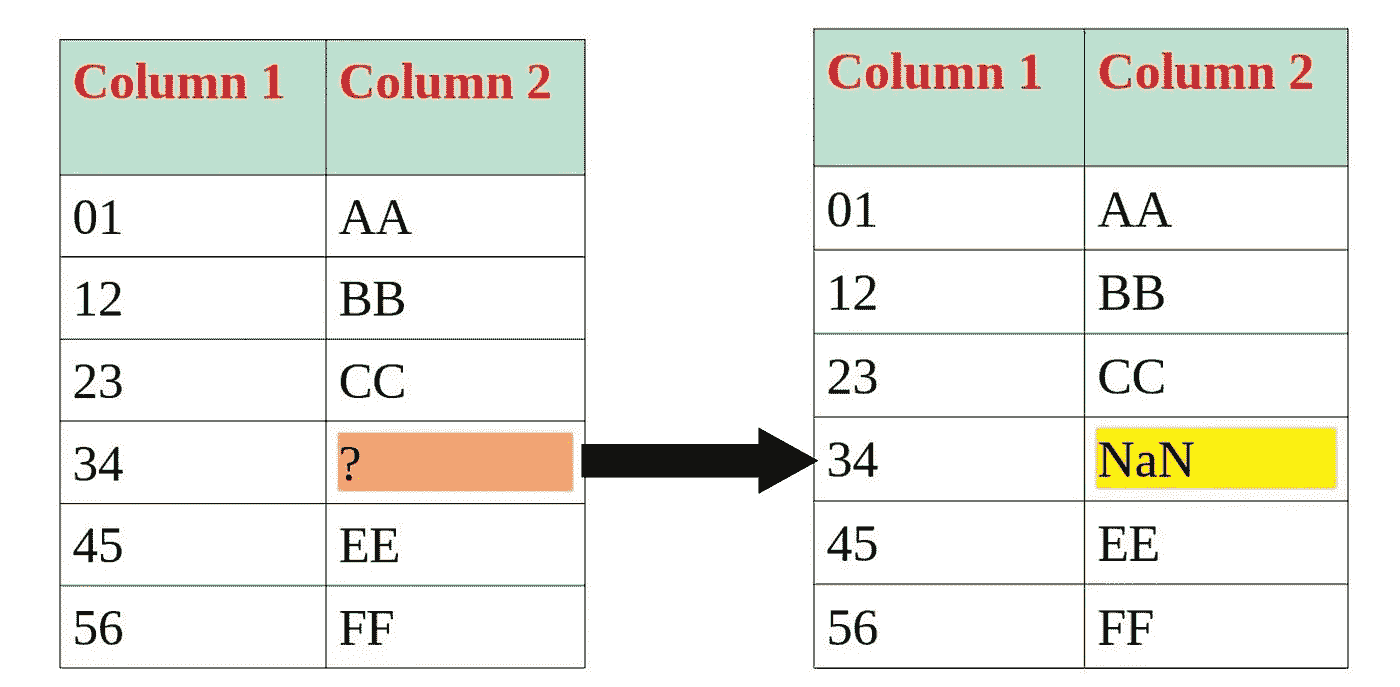 Column 1 Column 2
01 AA
12 BB
23 CC
34 ?
45 EE
56 FF
Column 1 Column 2
01 AA
12 BB
23 CC
34 NaN
45 EE
56 FF